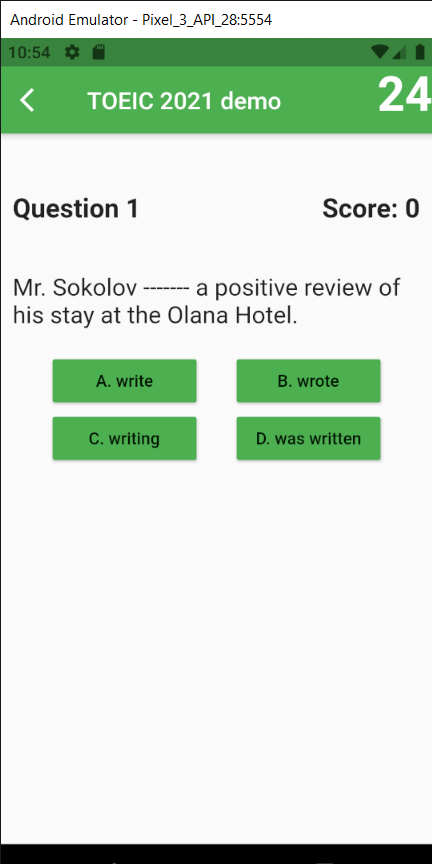 Android Emulator - Pixel_3_API_28:5554
10:54
TOEIC 2021 demo
24
Question 1
Score: 0
Mr. Sokolov ------- a positive review of
his stay at the Olana Hotel.
A. write
B. wrote
C. writing
D. was written